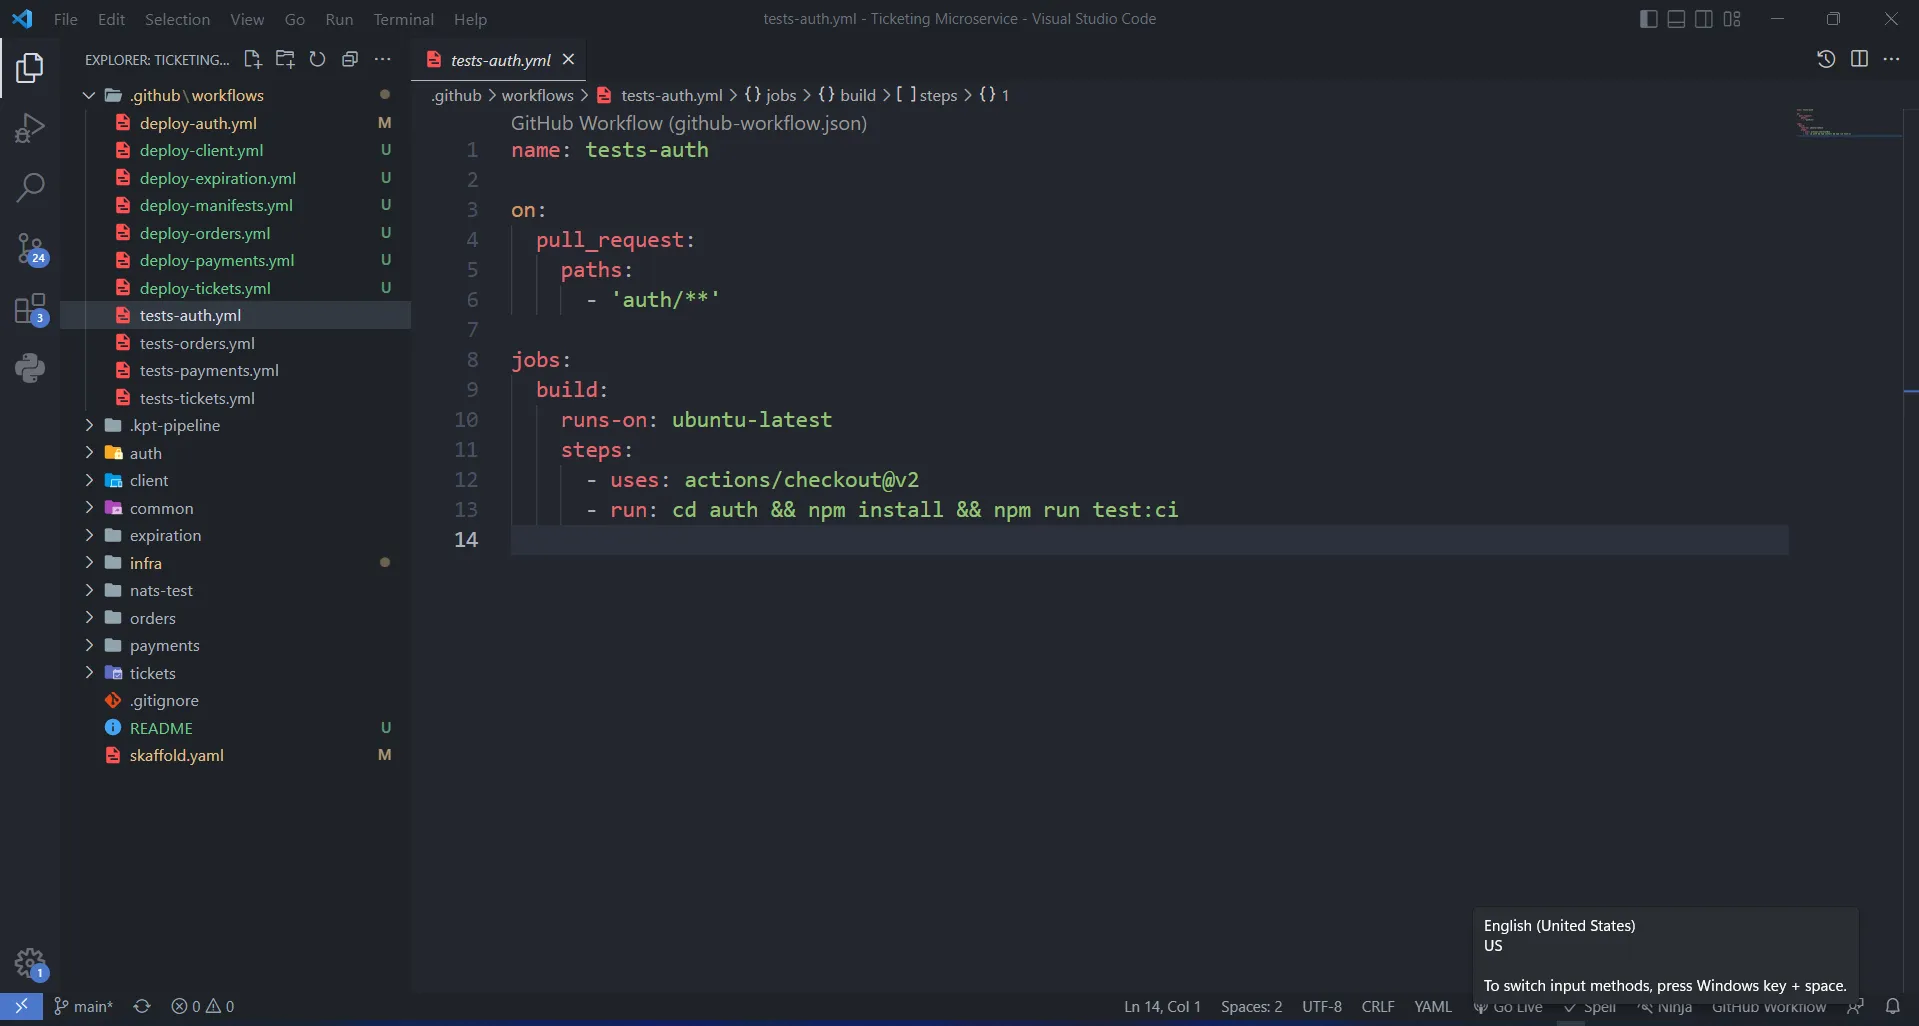 File Edit Selection View Go Run Terminal Help
tests-auth.yml - Ticketing Microservice - Visual Studio Code
EXPLORER: TICKETING...
.github\workflows
deploy-auth.yml M
deploy-client.yml U
deploy-expiration.yml U
deploy-manifests.yml U
deploy-orders.yml U
deploy-payments.yml U
deploy-tickets.yml U
tests-auth.yml
tests-orders.yml
tests-payments.yml
tests-tickets.yml
.kpt-pipeline
auth
client
common
expiration
infra
nats-test
orders
payments
tickets
.gitignore
README U
skaffold.yaml M
24
3
1
tests-auth.yml
.github > workflows > tests-auth.yml > {} jobs > {} build > [ ] steps > {} 1
GitHub Workflow (github-workflow.json)
1 name: tests-auth
2
3 on:
4 pull_request:
5 paths:
6 - 'auth/**'
7
8 jobs:
9 build:
10 runs-on: ubuntu-latest
11 steps:
12 - uses: actions/checkout@v2
13 - run: cd auth && npm install && npm run test:ci
14
English (United States)
US
To switch input methods, press Windows key + space.
main* 0 0 Ln 14, Col 1 Spaces: 2 UTF-8 CRLF YAML Go Live Spell Ninja GitHub Workflow